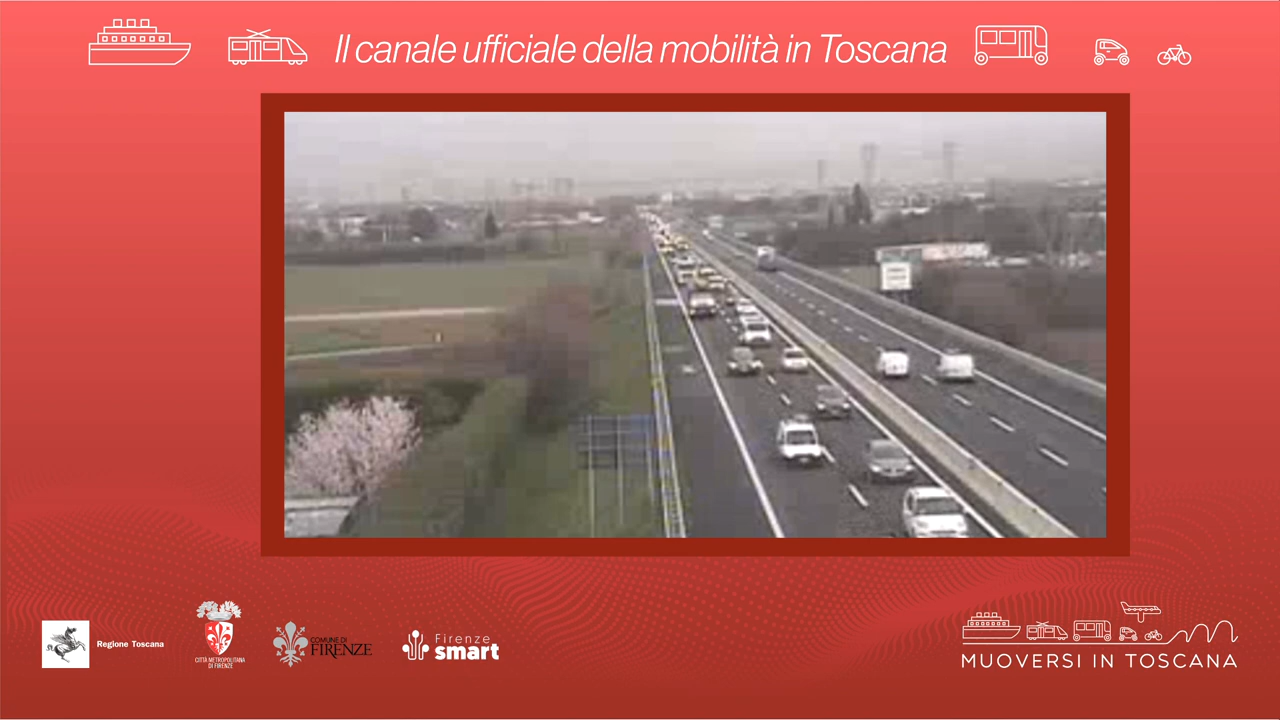 Il canale ufficiale della mobilità in Toscana
Regione Toscana
CITTÀ METROPOLITANA
DI FIRENZE
COMUNE DI
FIRENZE
Firenze
smart
MUOVERSI IN TOSCANA